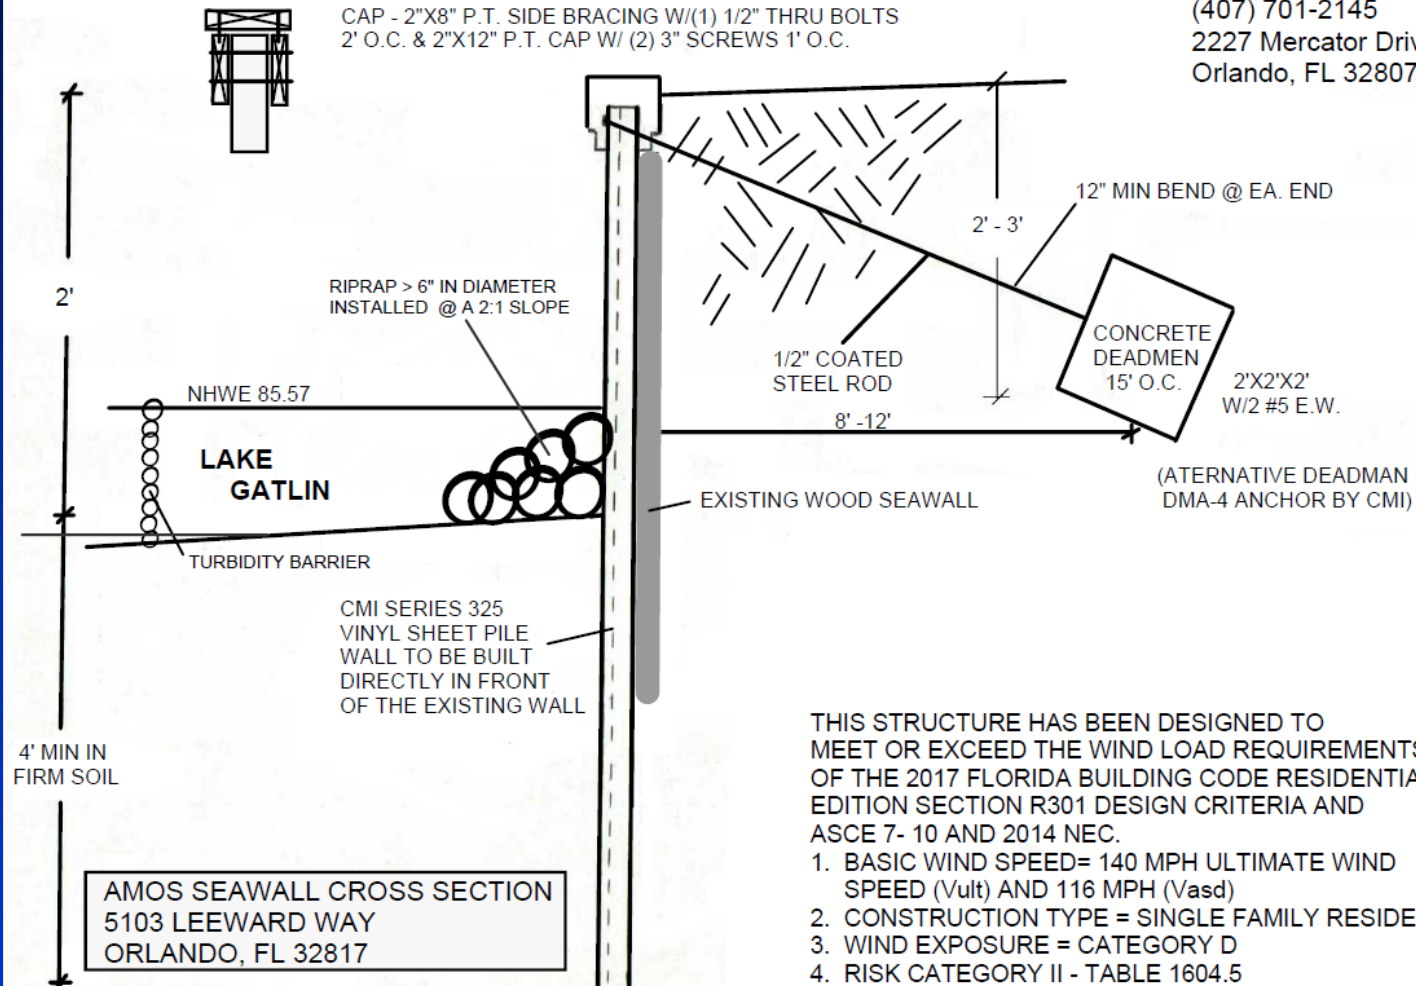 CAP - 2"X8" P.T. SIDE BRACING W/(1) 1/2" THRU BOLTS
2' O.C. & 2"X12" P.T. CAP W/ (2) 3" SCREWS 1' O.C.
(407) 701-2145
2227 Mercator Driv
Orlando, FL 32807
2'
RIPRAP > 6" IN DIAMETER
INSTALLED @ A 2:1 SLOPE
12" MIN BEND @ EA. END
2' - 3'
1/2" COATED
STEEL ROD
CONCRETE
DEADMEN
15' O.C.
2'X2'X2'
W/2 #5 E.W.
8' -12'
NHWE 85.57
LAKE
GATLIN
(ATERNATIVE DEADMAN
DMA-4 ANCHOR BY CMI)
EXISTING WOOD SEAWALL
TURBIDITY BARRIER
CMI SERIES 325
VINYL SHEET PILE
WALL TO BE BUILT
DIRECTLY IN FRONT
OF THE EXISTING WALL
4' MIN IN
FIRM SOIL
THIS STRUCTURE HAS BEEN DESIGNED TO
MEET OR EXCEED THE WIND LOAD REQUIREMENTS
OF THE 2017 FLORIDA BUILDING CODE RESIDENTIA
EDITION SECTION R301 DESIGN CRITERIA AND
ASCE 7- 10 AND 2014 NEC.
1. BASIC WIND SPEED= 140 MPH ULTIMATE WIND
SPEED (Vult) AND 116 MPH (Vasd)
2. CONSTRUCTION TYPE = SINGLE FAMILY RESIDE
3. WIND EXPOSURE = CATEGORY D
4. RISK CATEGORY II - TABLE 1604.5
AMOS SEAWALL CROSS SECTION
5103 LEEWARD WAY
ORLANDO, FL 32817